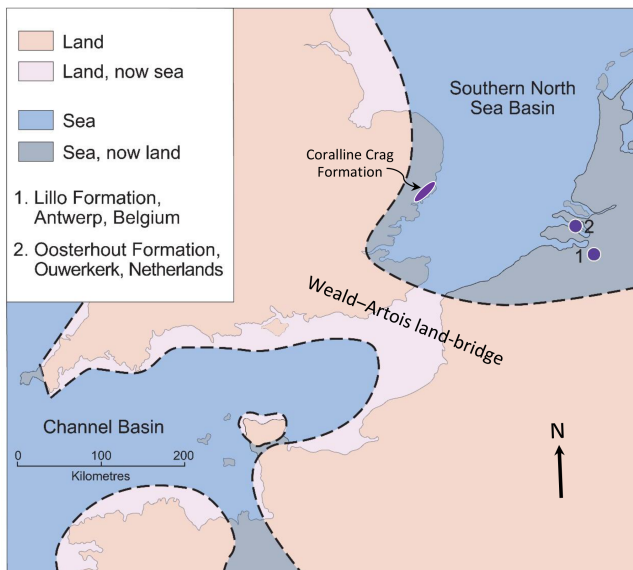 Land
Land, now sea
Sea
Sea, now land
1. Lillo Formation,
Antwerp, Belgium
2. Oosterhout Formation,
Ouwerkerk, Netherlands
Southern North
Sea Basin
Coralline Crag
Formation
2
1
Weald–Artois land-bridge
Channel Basin
0 100 200
Kilometres
N